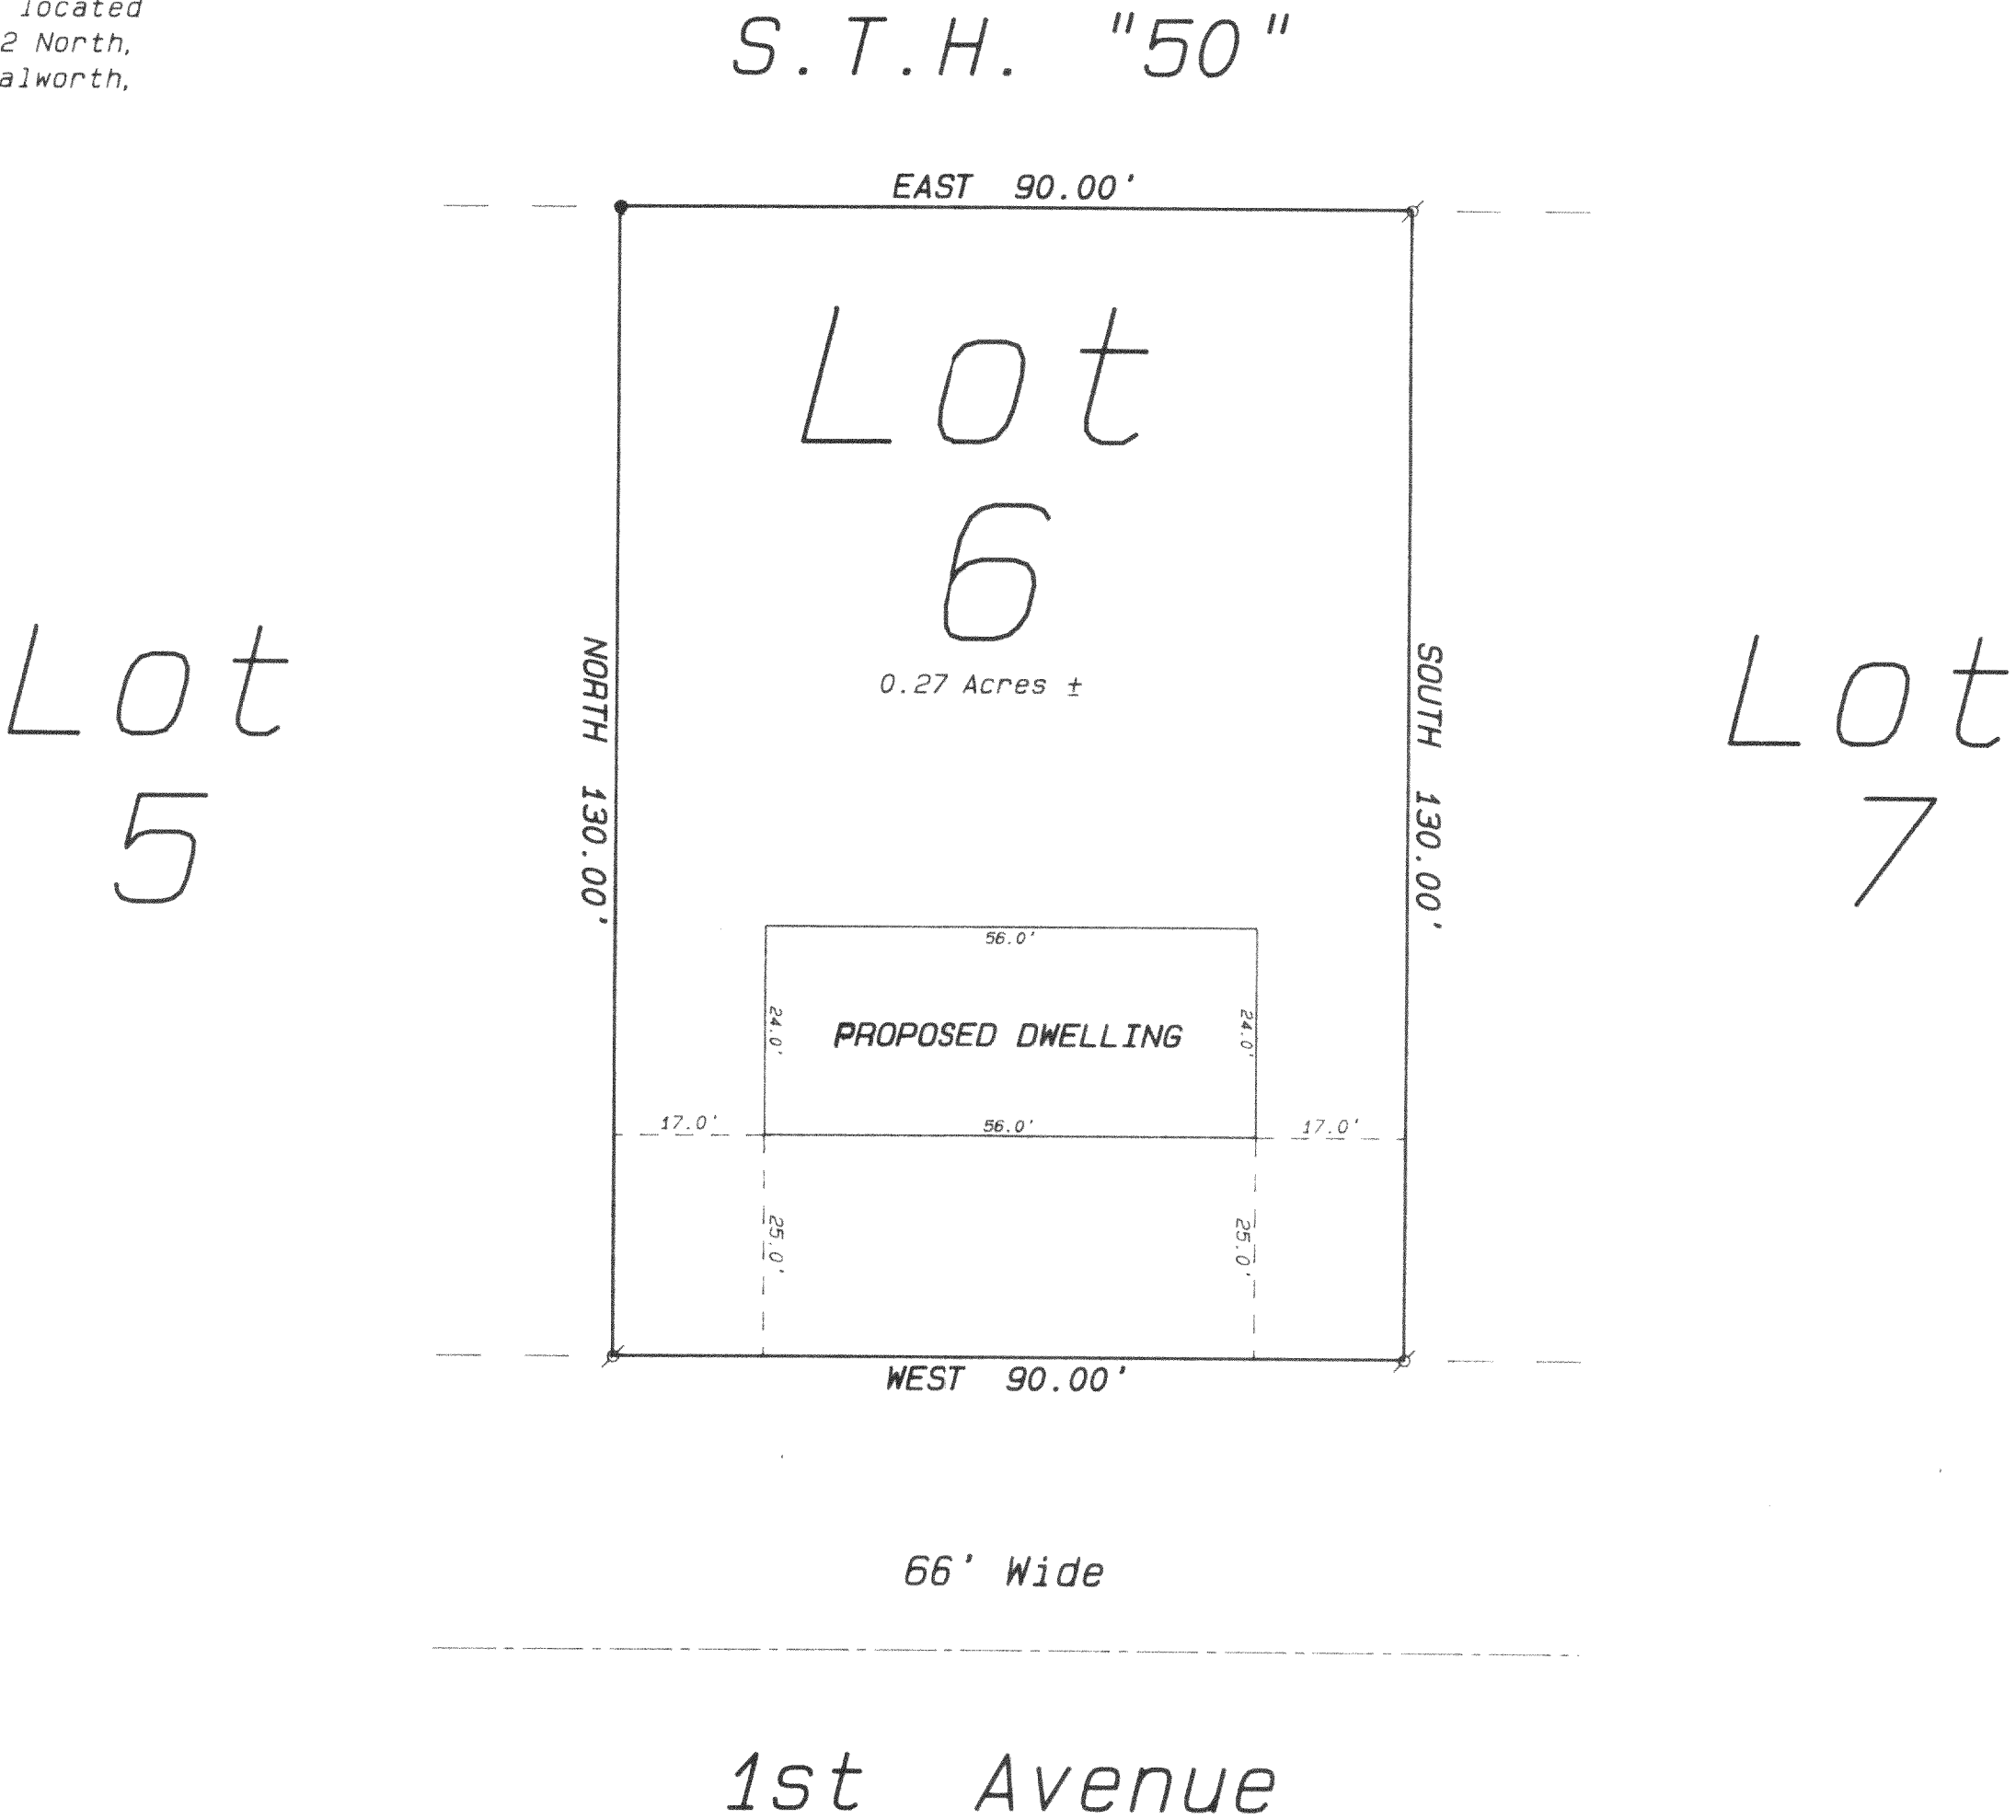 located
2 North,
alworth,
S.T.H. "50"
EAST 90.00'
Lot
6
0.27 Acres ±
Lot
5
NORTH 130.00'
SOUTH 130.00'
Lot
7
56.0'
24.0'
PROPOSED DWELLING
24.0'
17.0'
56.0'
17.0'
25.0'
25.0'
WEST 90.00'
66' Wide
1st Avenue